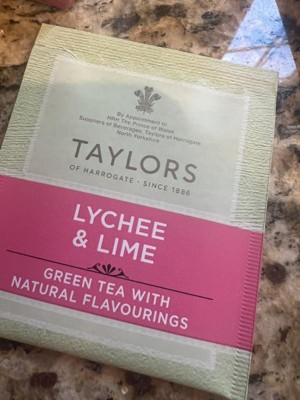 By Appointment to
HRH The Prince of Wales
Suppliers of Beverages, Taylors of Harrogate
North Yorkshire
TAYLORS
OF HARROGATE · SINCE 1886
LYCHEE
& LIME
GREEN TEA WITH
NATURAL FLAVOURINGS